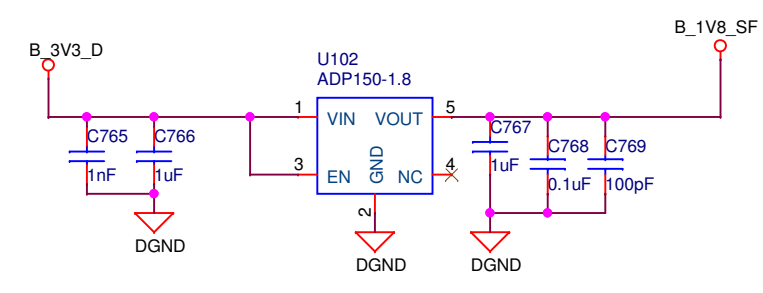 B_3V3_D
B_1V8_SF
U102
ADP150-1.8
1
VIN
VOUT
5
C765
1nF
C766
1uF
C767
1uF
C768
0.1uF
C769
100pF
3
EN
GND
NC
4
2
DGND
DGND
DGND